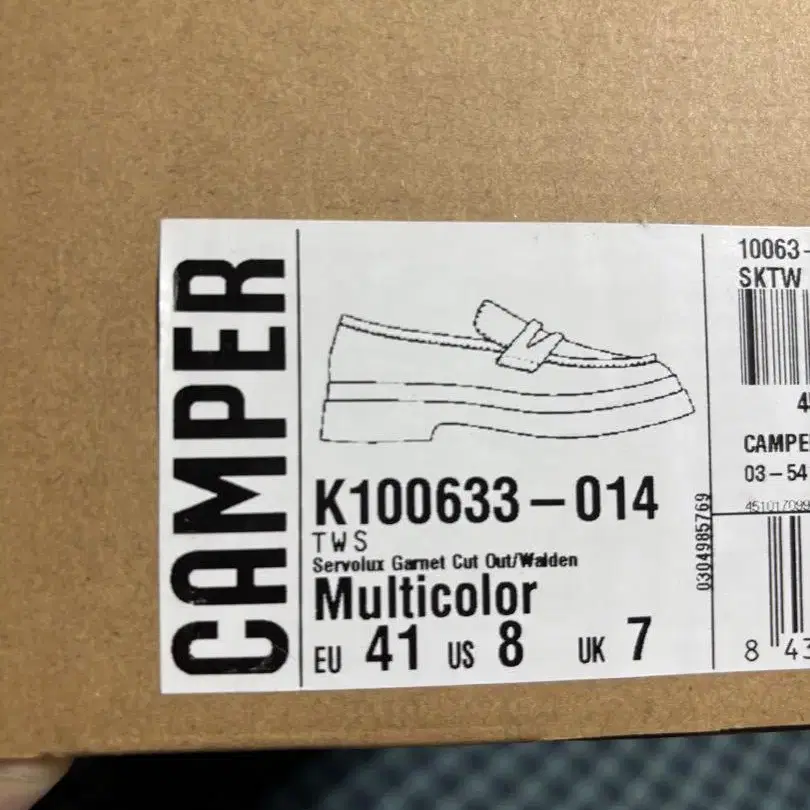 CAMPER
K100633-014
TWS
Servolux Garnet Cut Out/Walden
Multicolor
EU 41 US 8 UK 7
0304985769
10063-
SKTW
CAMPE
03-54
45101709
8 43